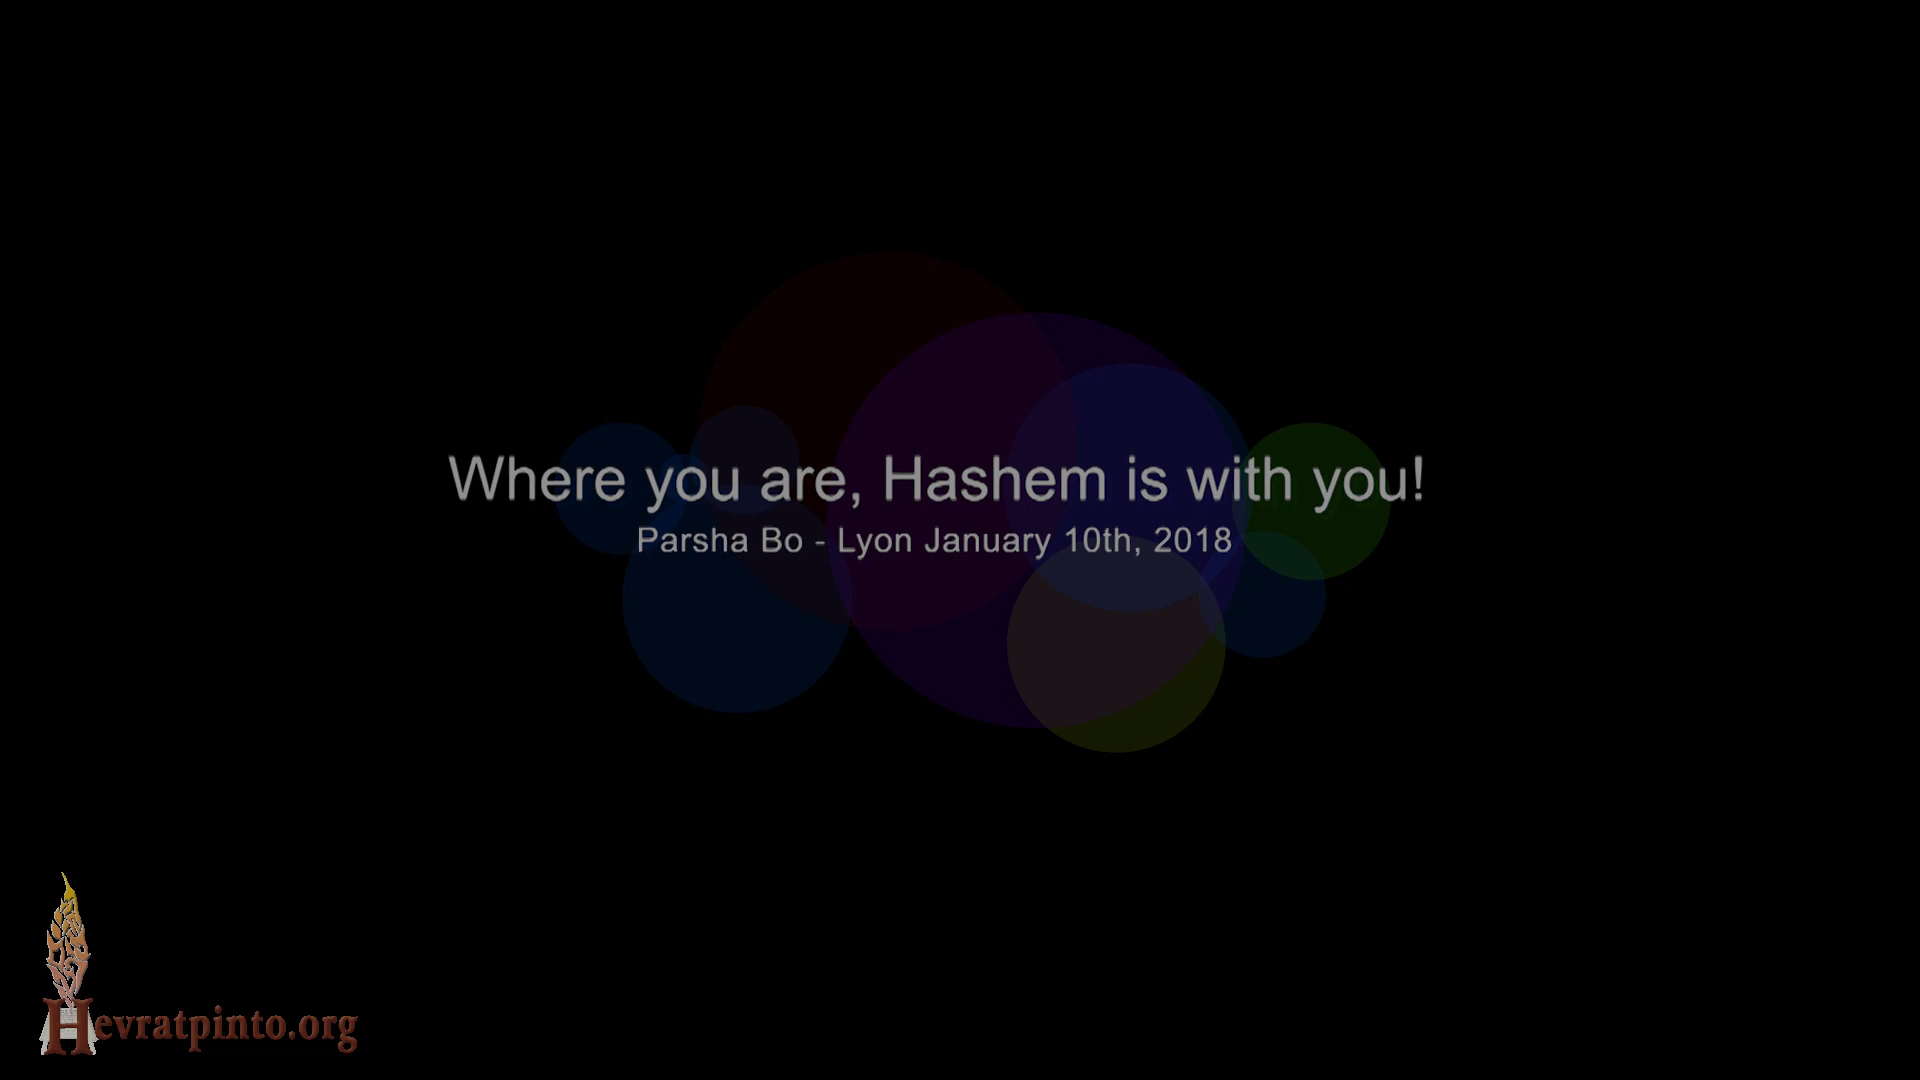 Where you are, Hashem is with you!
Parsha Bo - Lyon January 10th, 2018
Hevratpinto.org